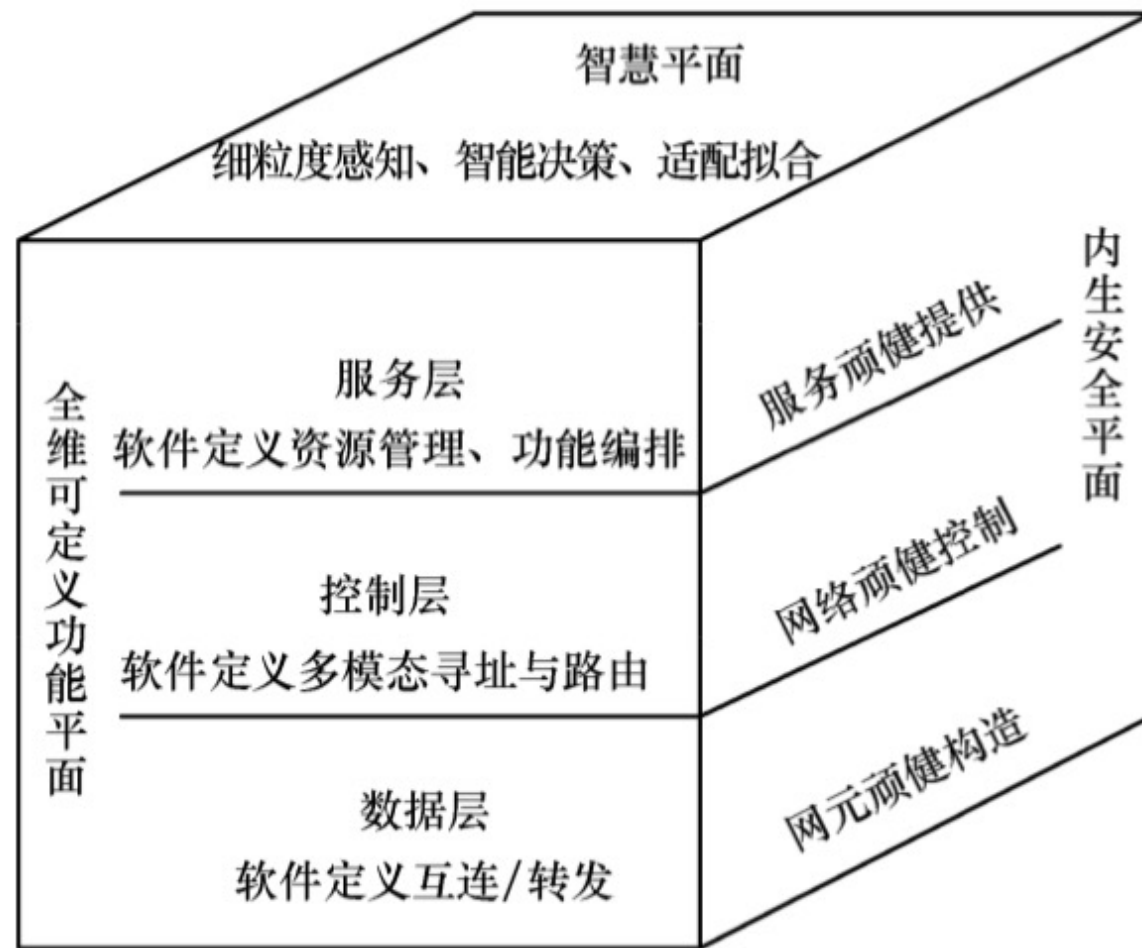 智慧平面
细粒度感知、智能决策、适配拟合
全维可定义功能平面
服务层
软件定义资源管理、功能编排
控制层
软件定义多模态寻址与路由
数据层
软件定义互连/转发
内生安全平面
服务顽健提供
网络顽健控制
网元顽健构造